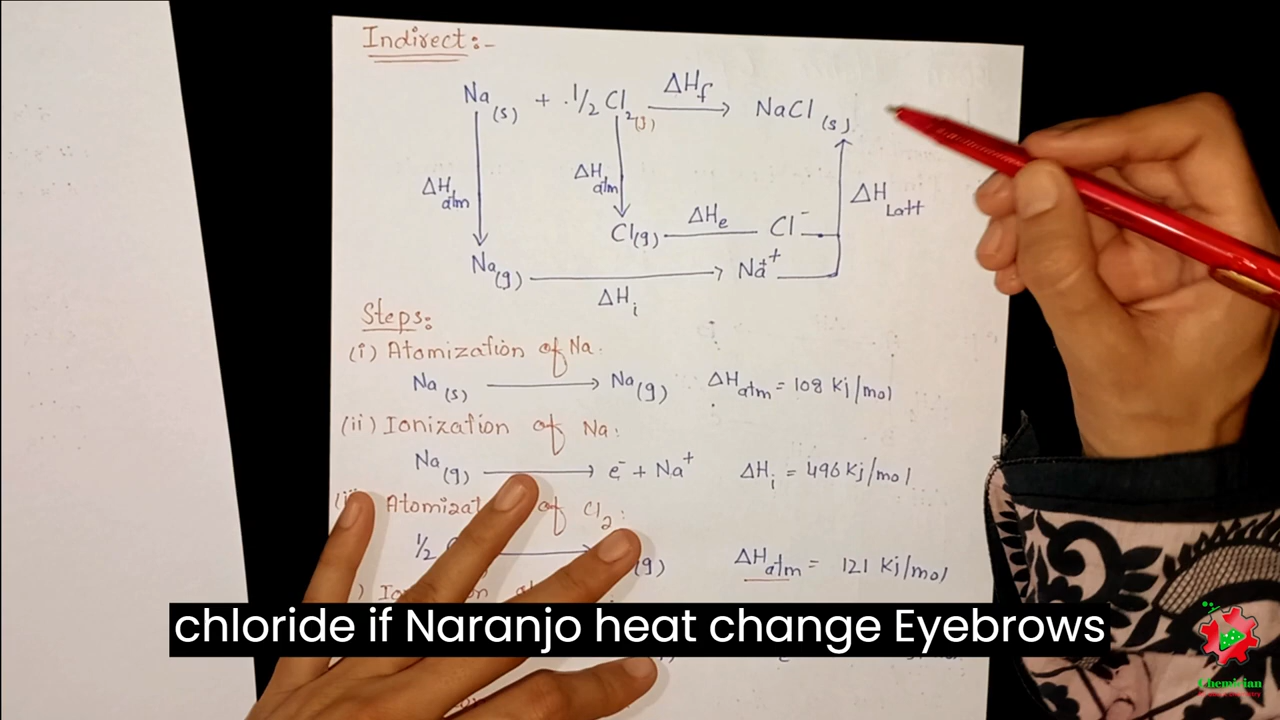 Indirect:-
Na(s) + 1/2 Cl2(g) ΔHf → NaCl(s)
ΔHatm ΔHatm ΔHLatt
Cl(g) ΔHe Cl-
Na(g) → Na+
ΔHi
Steps:
(i) Atomization of Na:
Na(s) → Na(g) ΔHatm = 108 kj/mol
(ii) Ionization of Na:
Na(g) → e- + Na+ ΔHi = 496 kj/mol
of Cl2:
1/2 (g) ΔHatm = 121 kj/mol
chloride if Naranjo heat change Eyebrows
Chemician